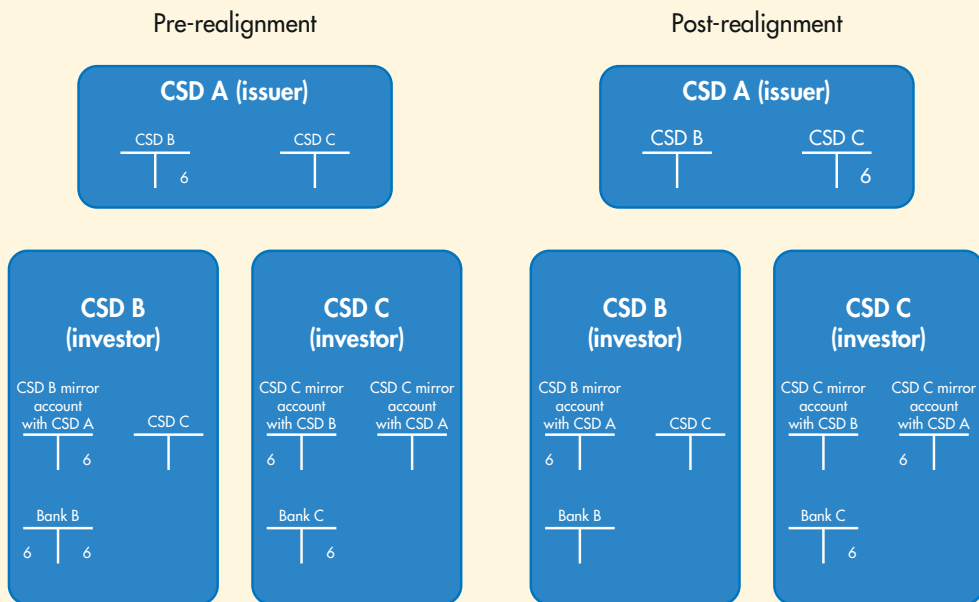 Pre-realignment
CSD A (issuer)
CSD B
CSD C
6
CSD B
(investor)
CSD B mirror
account
with CSD A
CSD C
6
Bank B
6 6
CSD C
(investor)
CSD C mirror
account
with CSD B
CSD C mirror
account
with CSD A
6
Bank C
6
Post-realignment
CSD A (issuer)
CSD B
CSD C
6
CSD B
(investor)
CSD B mirror
account
with CSD A
CSD C
6
Bank B
CSD C
(investor)
CSD C mirror
account
with CSD B
CSD C mirror
account
with CSD A
6
Bank C
6